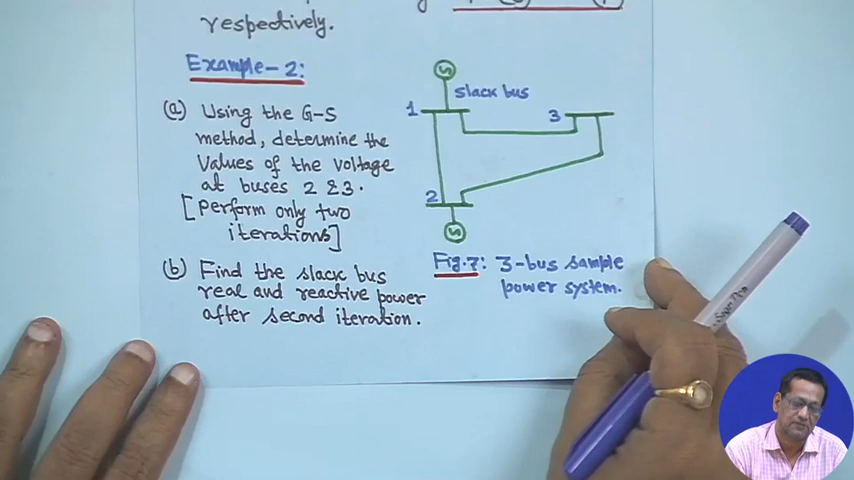 respectively.
Example-2:
(a) Using the G-S
method, determine the
values of the voltage
at buses 2 & 3.
[Perform only two
iterations]
(b) Find the slack bus
real and reactive power
after second iteration.
slack bus
1
3
2
Fig.7: 3-bus sample
power system.
Sign Pen